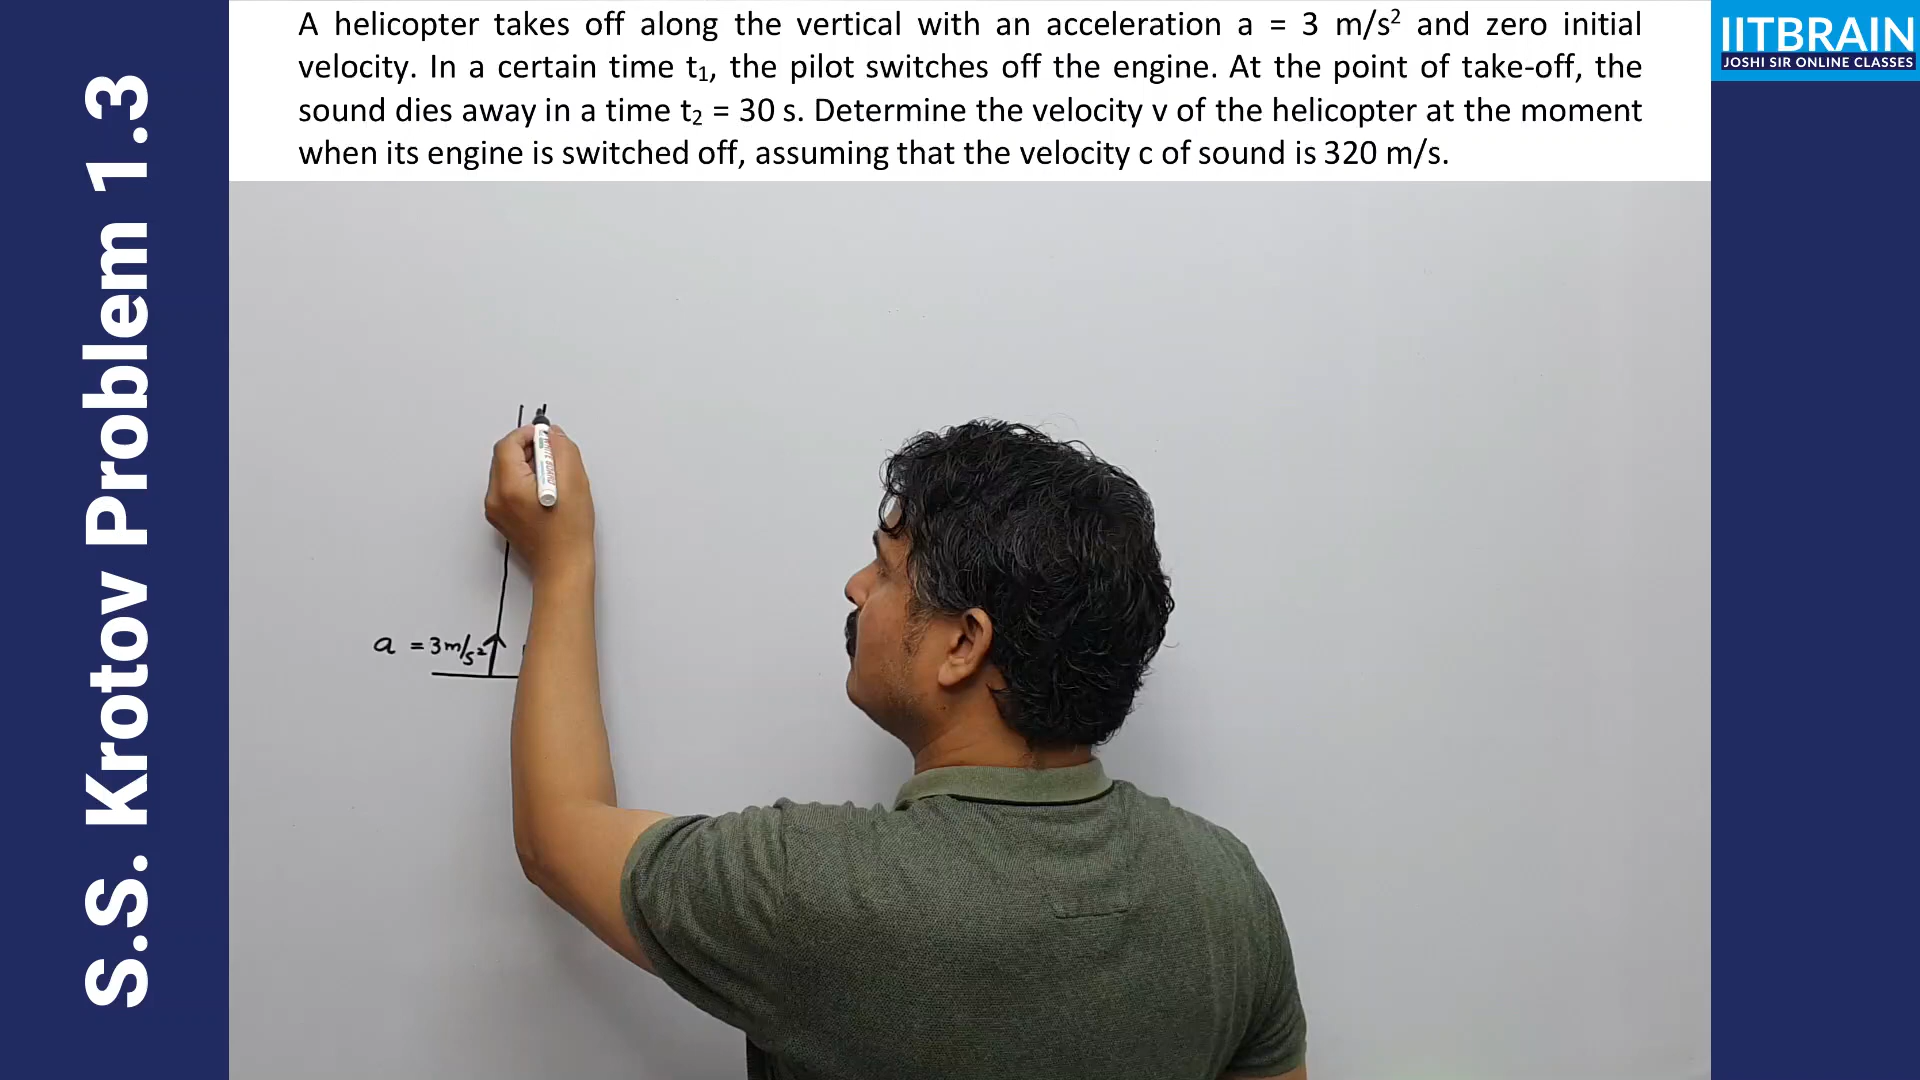 A helicopter takes off along the vertical with an acceleration a = 3 m/s² and zero initial
velocity. In a certain time t₁, the pilot switches off the engine. At the point of take-off, the
sound dies away in a time t₂ = 30 s. Determine the velocity v of the helicopter at the moment
when its engine is switched off, assuming that the velocity c of sound is 320 m/s.
IITBRAIN
JOSHI SIR ONLINE CLASSES
S.S. Krotov Problem 1.3
a = 3m/s²